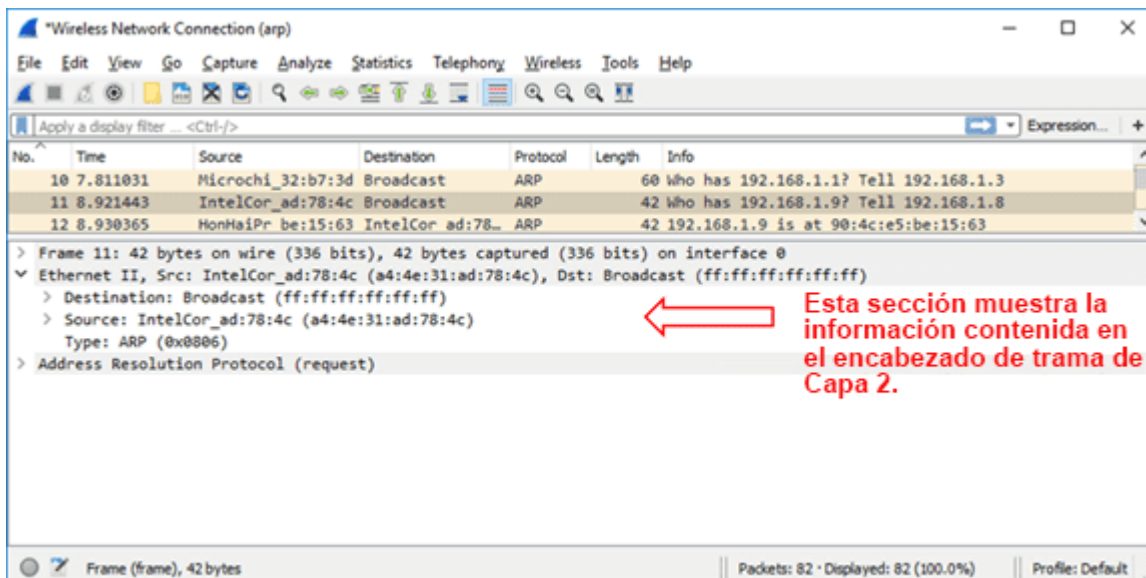 *Wireless Network Connection (arp)
File Edit View Go Capture Analyze Statistics Telephony Wireless Tools Help
Apply a display filter ... <Ctrl-/> Expression... +
No. Time Source Destination Protocol Length Info
10 7.811031 Microchi_32:b7:3d Broadcast ARP 60 Who has 192.168.1.1? Tell 192.168.1.3
11 8.921443 IntelCor_ad:78:4c Broadcast ARP 42 Who has 192.168.1.9? Tell 192.168.1.8
12 8.930365 HonHaiPr_be:15:63 IntelCor_ad:78… ARP 42 192.168.1.9 is at 90:4c:e5:be:15:63
> Frame 11: 42 bytes on wire (336 bits), 42 bytes captured (336 bits) on interface 0
Ethernet II, Src: IntelCor_ad:78:4c (a4:4e:31:ad:78:4c), Dst: Broadcast (ff:ff:ff:ff:ff:ff)
> Destination: Broadcast (ff:ff:ff:ff:ff:ff)
> Source: IntelCor_ad:78:4c (a4:4e:31:ad:78:4c)
Type: ARP (0x0806)
> Address Resolution Protocol (request)
Esta sección muestra la
información contenida en
el encabezado de trama de
Capa 2.
Frame (frame), 42 bytes Packets: 82 · Displayed: 82 (100.0%) Profile: Default